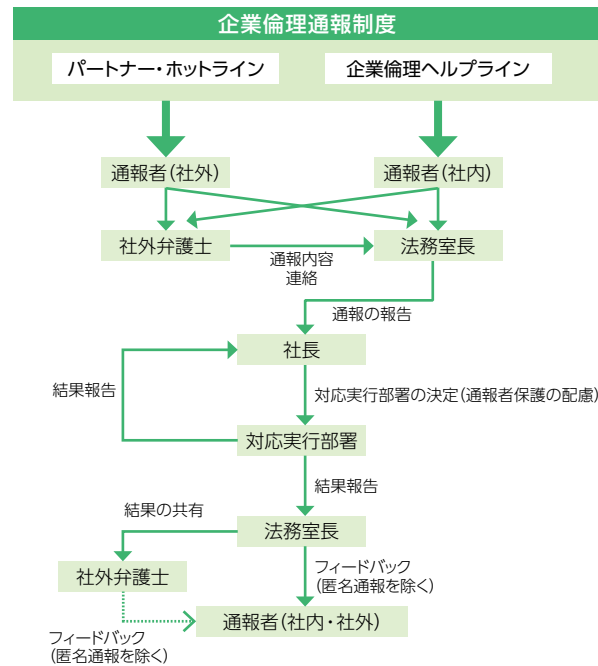 企業倫理通報制度
パートナー・ホットライン
企業倫理ヘルプライン
通報者(社外)
通報者(社内)
社外弁護士
通報内容
連絡
法務室長
通報の報告
社長
結果報告
対応実行部署の決定(通報者保護の配慮)
対応実行部署
結果報告
結果の共有
法務室長
社外弁護士
フィードバック
(匿名通報を除く)
通報者(社内・社外)
フィードバック
(匿名通報を除く)